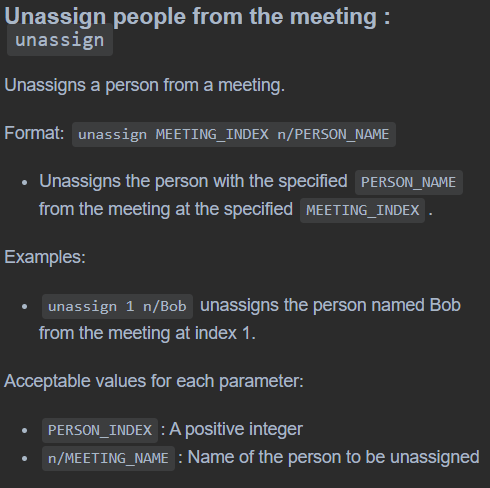 Unassign people from the meeting :
unassign
Unassigns a person from a meeting.
Format: unassign MEETING_INDEX n/PERSON_NAME
• Unassigns the person with the specified PERSON_NAME
from the meeting at the specified MEETING_INDEX .
Examples:
• unassign 1 n/Bob unassigns the person named Bob
from the meeting at index 1.
Acceptable values for each parameter:
• PERSON_INDEX : A positive integer
• n/MEETING_NAME : Name of the person to be unassigned